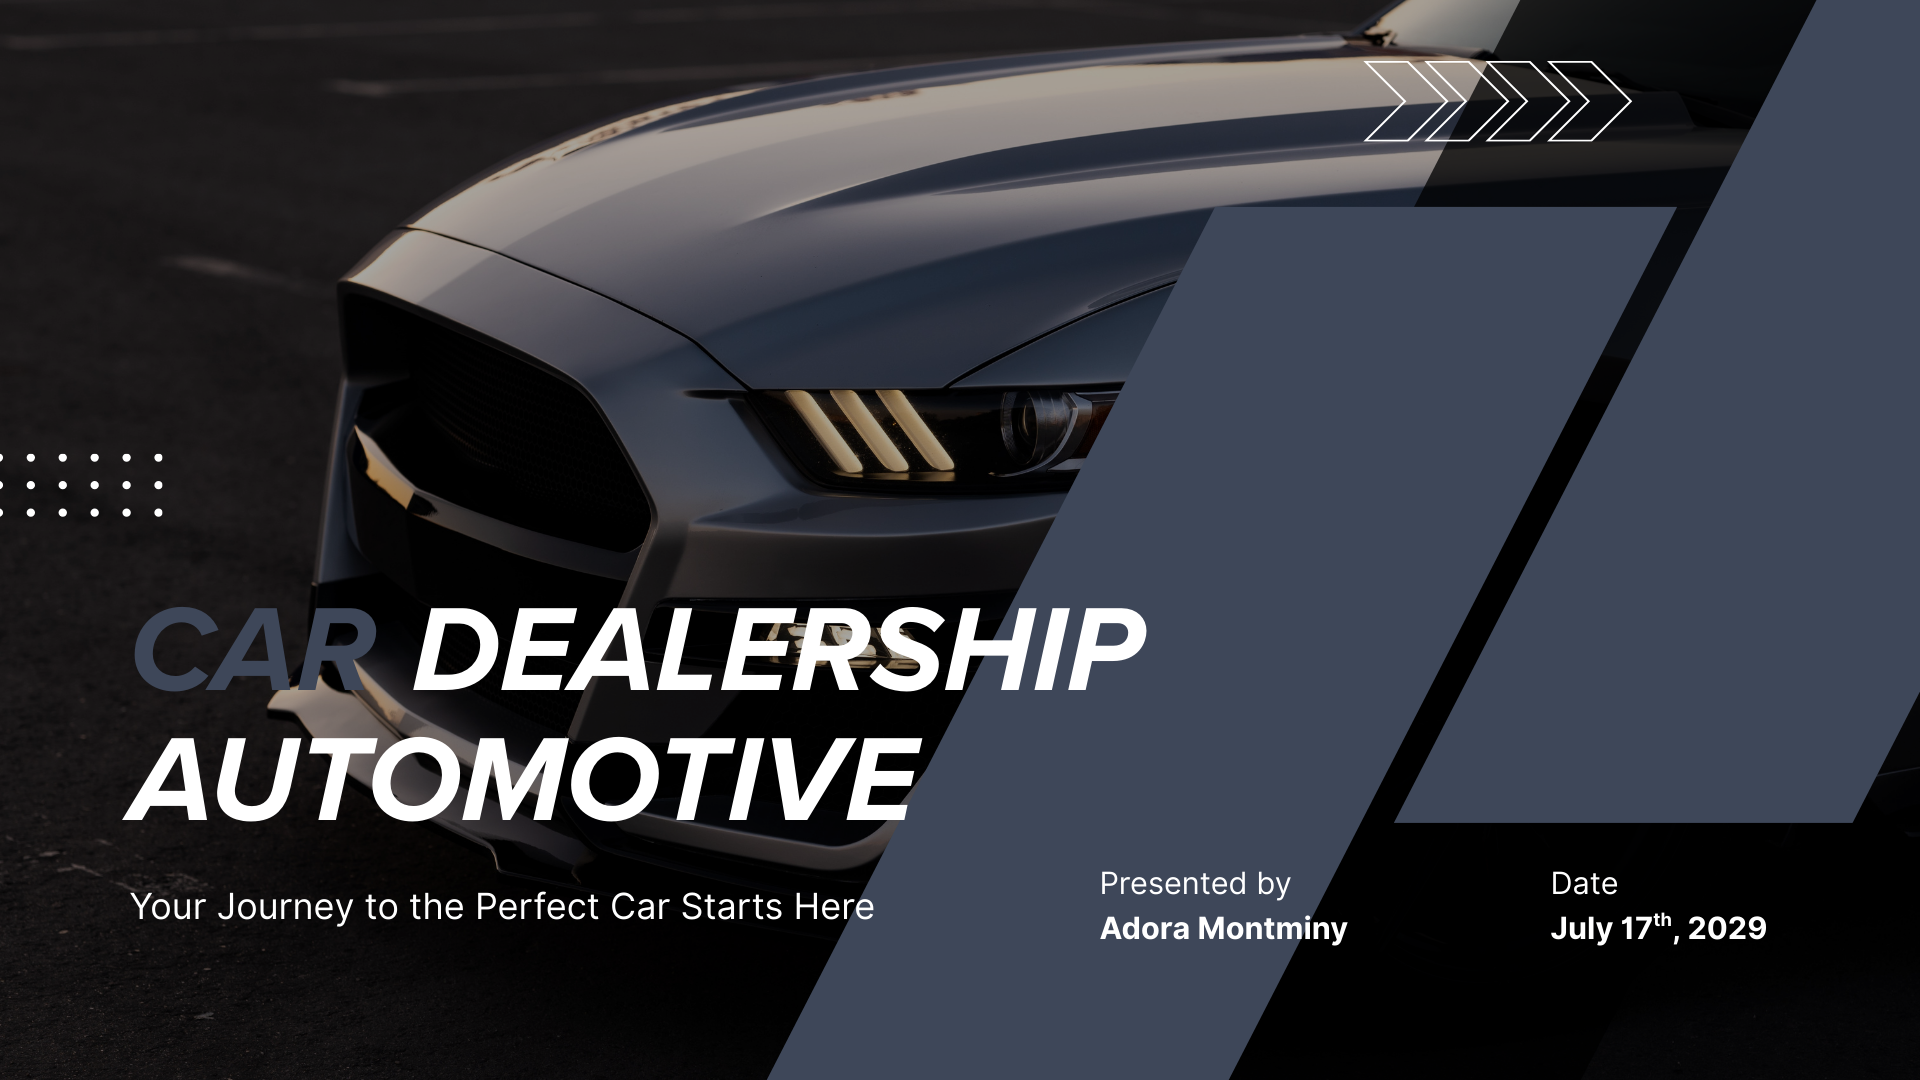 CAR DEALERSHIP
AUTOMOTIVE
Your Journey to the Perfect Car Starts Here
Presented by
Adora Montminy
Date
July 17th, 2029